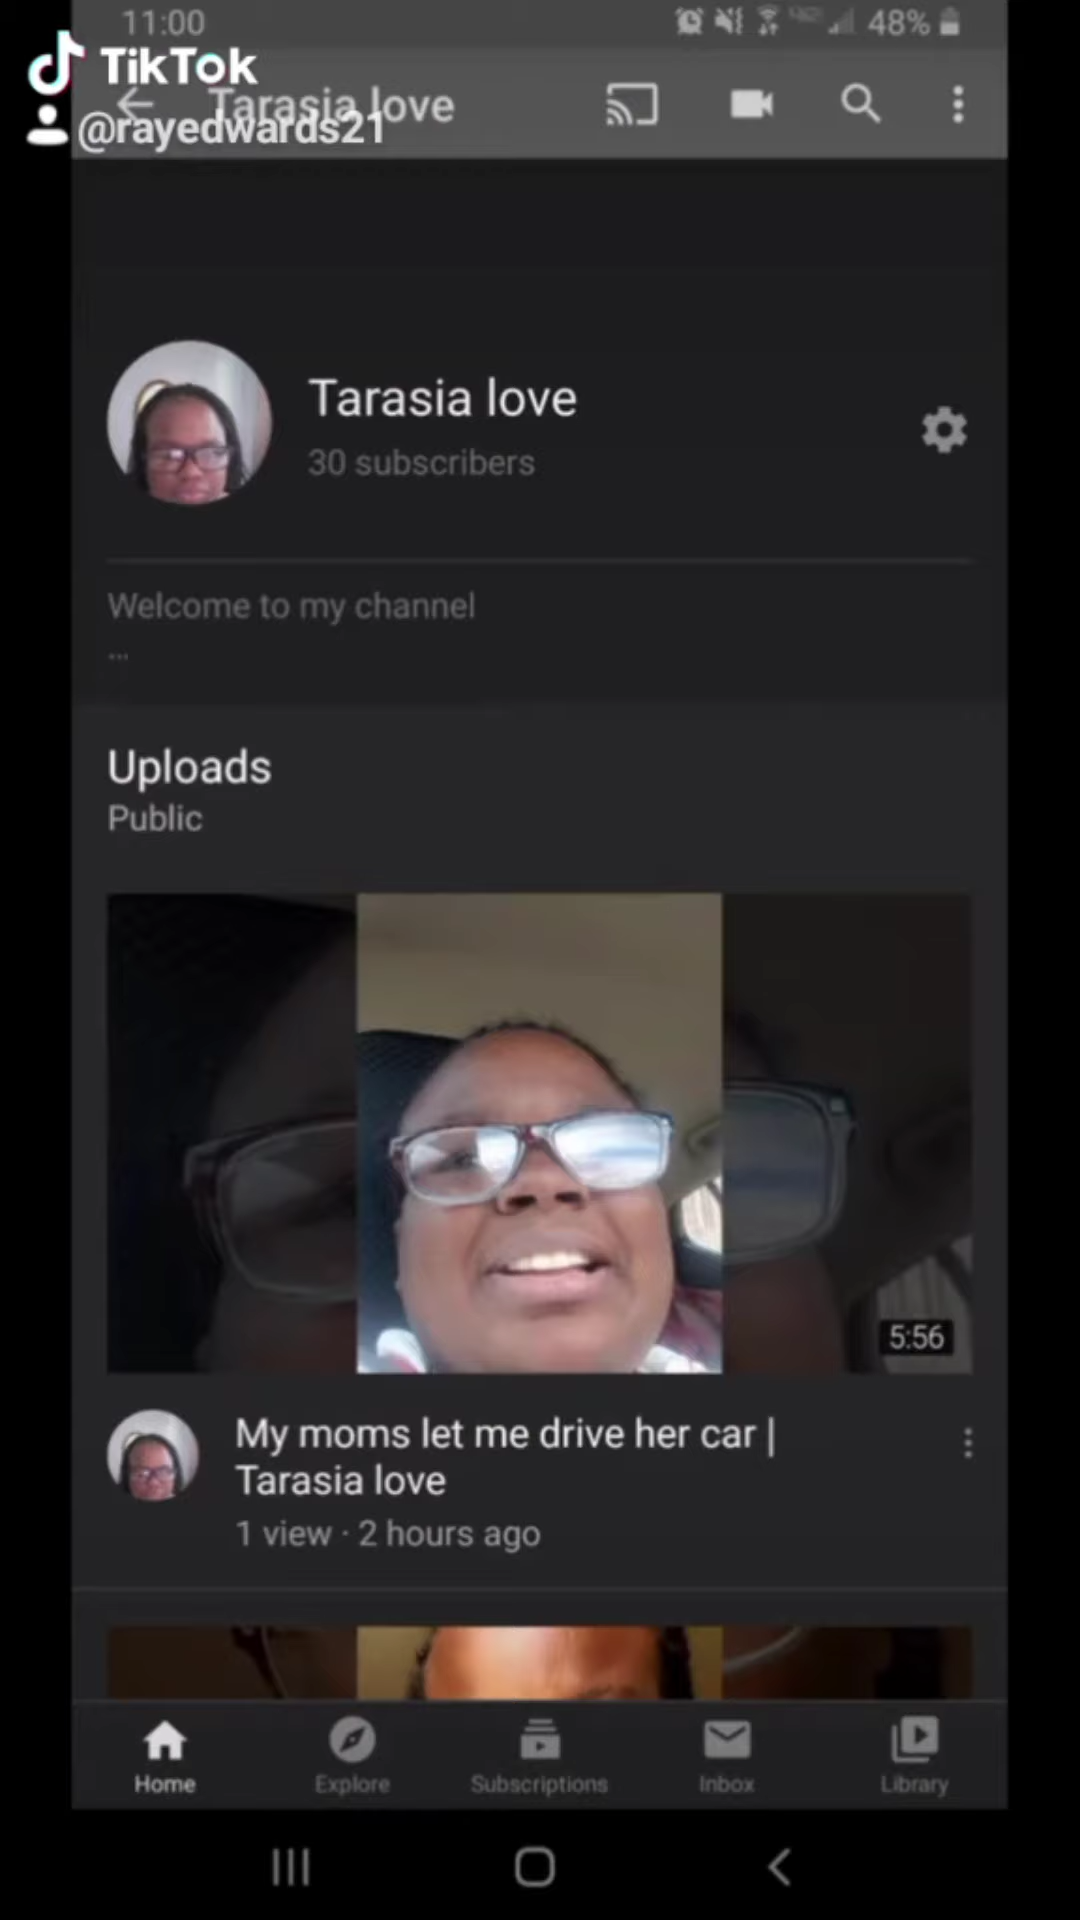 11:00
48%
TikTok
Tarasia love
@rayedwards21
Tarasia love
30 subscribers
Welcome to my channel
...
Uploads
Public
5:56
My moms let me drive her car |
Tarasia love
1 view · 2 hours ago
Home
Explore
Subscriptions
Inbox
Library